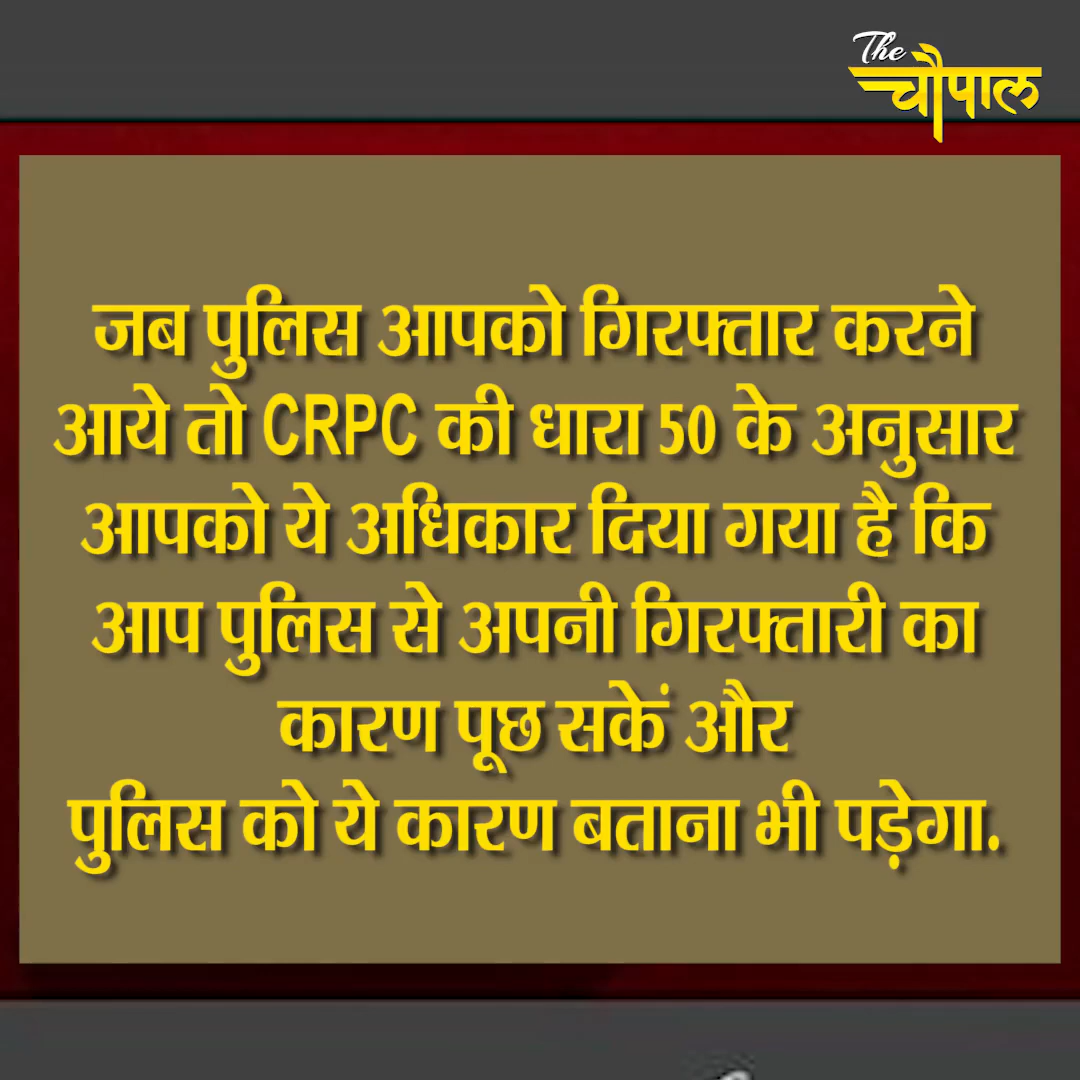 The
चौपाल
जब पुलिस आपको गिरफ्तार करने
आये तो CRPC की धारा 50 के अनुसार
आपको ये अधिकार दिया गया है कि
आप पुलिस से अपनी गिरफ्तारी का
कारण पूछ सकें और
पुलिस को ये कारण बताना भी पड़ेगा.